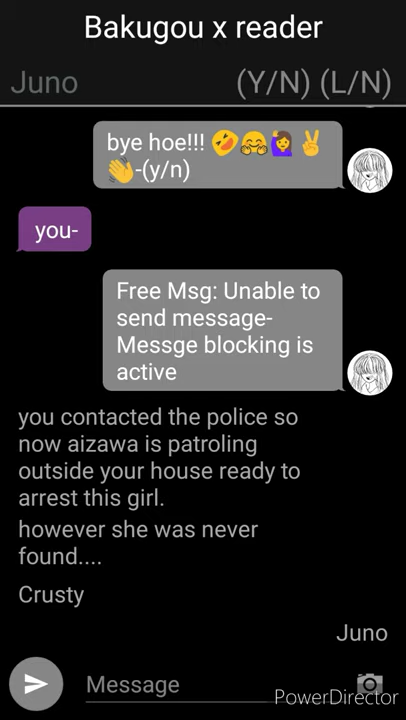 Bakugou x reader
Juno (Y/N) (L/N)
bye hoe!!! 🤣🤗🙋‍♀️✌
👋-(y/n)
you-
Free Msg: Unable to
send message-
Messge blocking is
active
you contacted the police so
now aizawa is patroling
outside your house ready to
arrest this girl.
however she was never
found....
Crusty
Juno
Message
PowerDirector